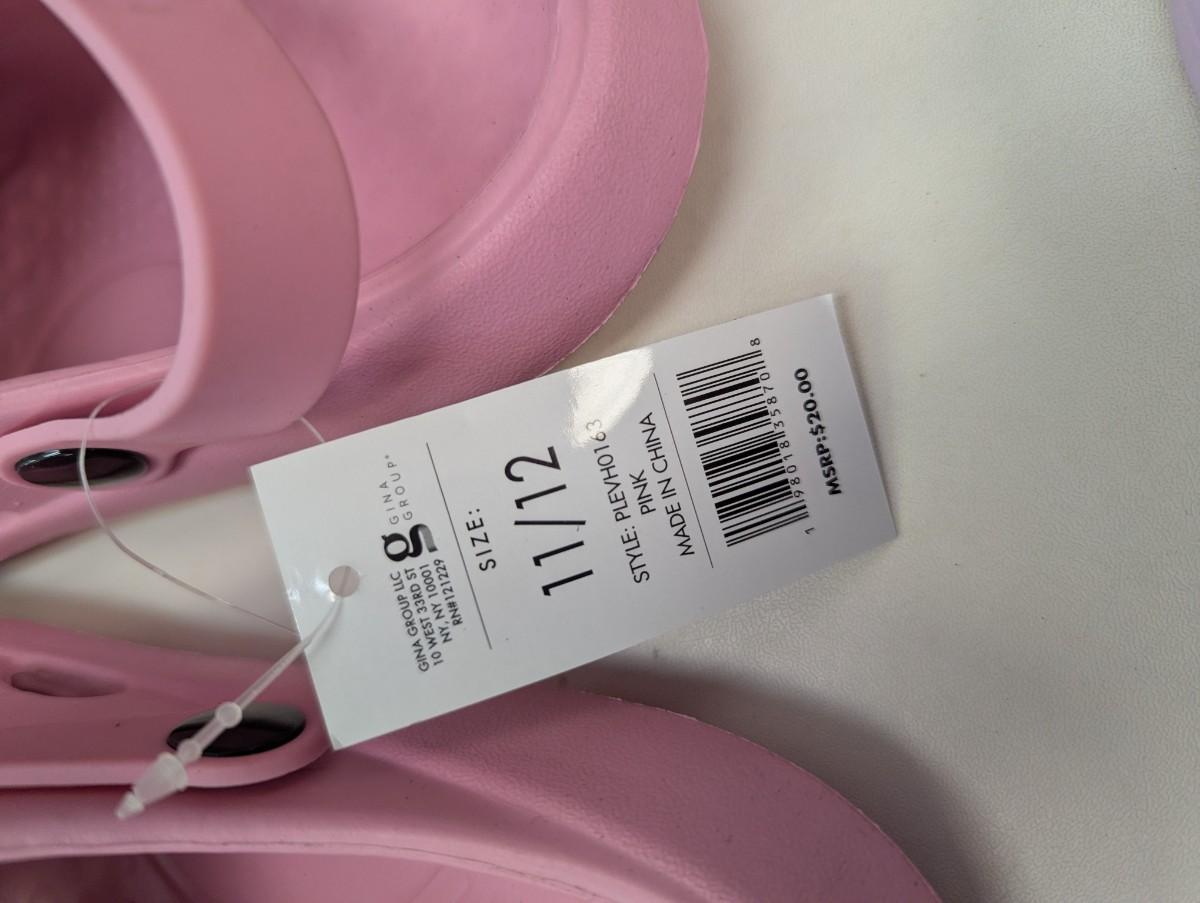 GINA GROUP LLC
10 WEST 33RD ST
NY, NY 10001
RN#121229
g GINA
GROUP
SIZE:
11/12
STYLE: PLEVH0163
PINK
MADE IN CHINA
1 98018 35870 8
MSRP:$20.00